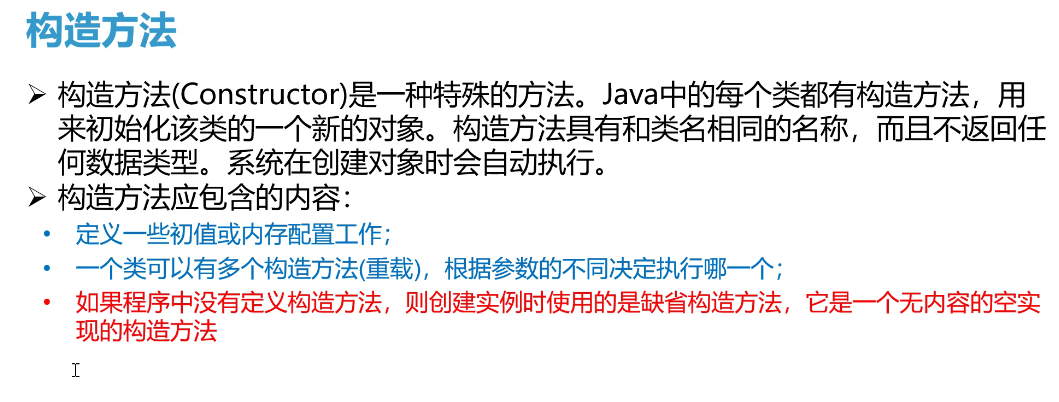 构造方法
➢ 构造方法(Constructor)是一种特殊的方法。Java中的每个类都有构造方法，用
来初始化该类的一个新的对象。构造方法具有和类名相同的名称，而且不返回任
何数据类型。系统在创建对象时会自动执行。
➢ 构造方法应包含的内容：
• 定义一些初值或内存配置工作；
• 一个类可以有多个构造方法(重载)，根据参数的不同决定执行哪一个；
• 如果程序中没有定义构造方法，则创建实例时使用的是缺省构造方法，它是一个无内容的空实
现的构造方法